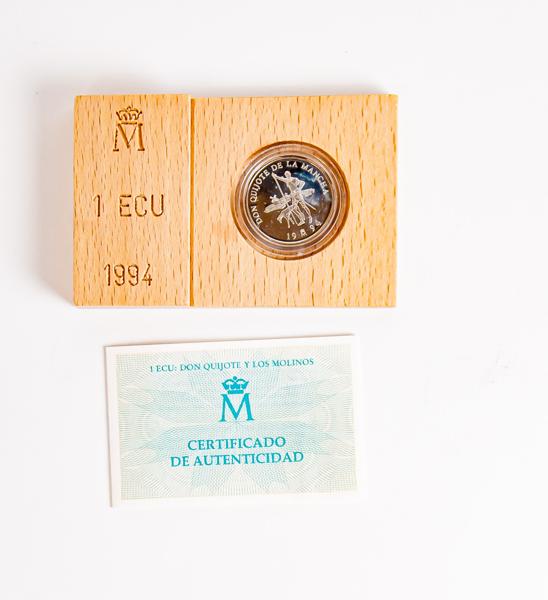 M
1 ECU
1994
DON QUIJOTE DE LA MANCHA
19 M 94
1 ECU: DON QUIJOTE Y LOS MOLINOS
M
CERTIFICADO
DE AUTENTICIDAD